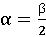 α = β/2